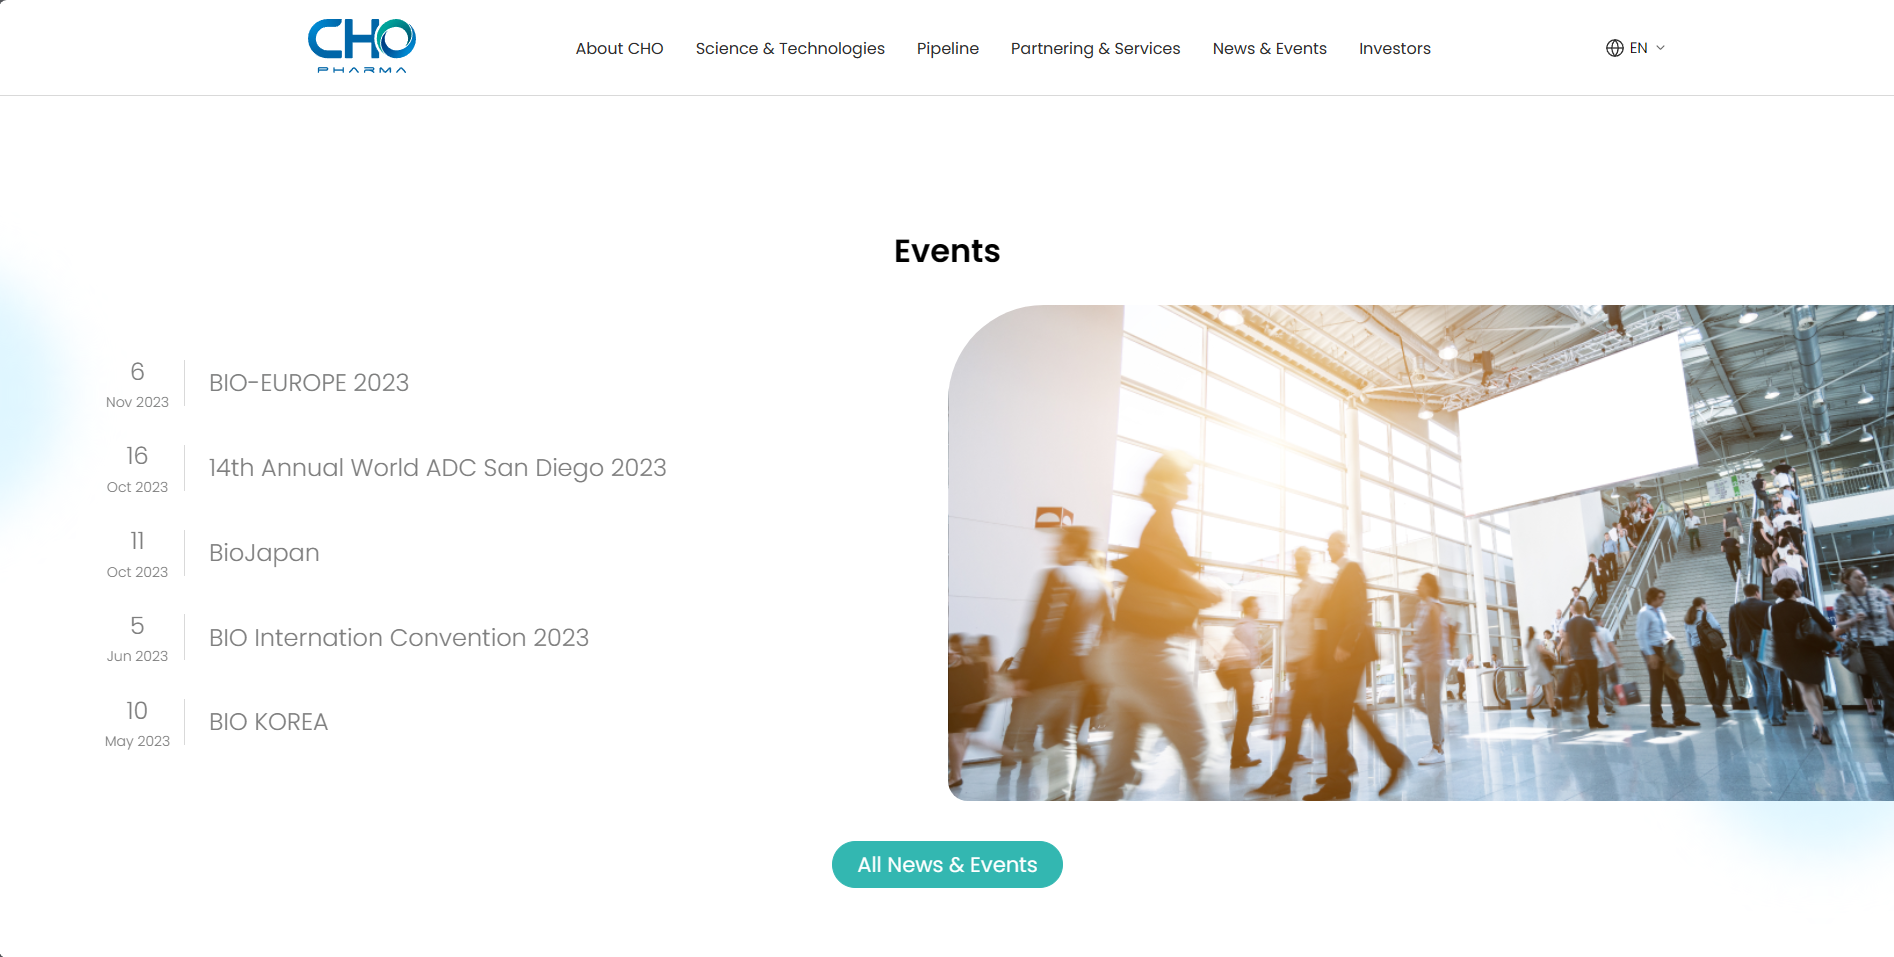 CHO
PHARMA
About CHO
Science & Technologies
Pipeline
Partnering & Services
News & Events
Investors
EN
Events
6
Nov 2023
BIO-EUROPE 2023
16
Oct 2023
14th Annual World ADC San Diego 2023
11
Oct 2023
BioJapan
5
Jun 2023
BIO Internation Convention 2023
10
May 2023
BIO KOREA
All News & Events